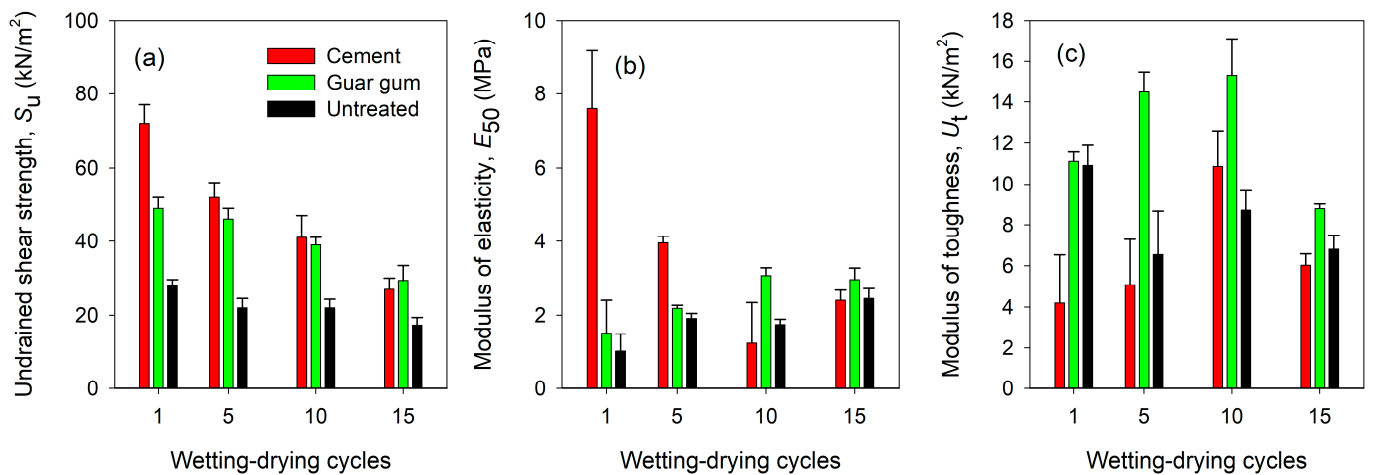 Undrained shear strength, Su (kN/m²)
100
80
60
40
20
0
(a)
Cement
Guar gum
Untreated
1 5 10 15
Wetting-drying cycles
Modulus of elasticity, E50 (MPa)
10
8
6
4
2
0
(b)
1 5 10 15
Wetting-drying cycles
Modulus of toughness, Ut (kN/m²)
18
16
14
12
10
8
6
4
2
0
(c)
1 5 10 15
Wetting-drying cycles